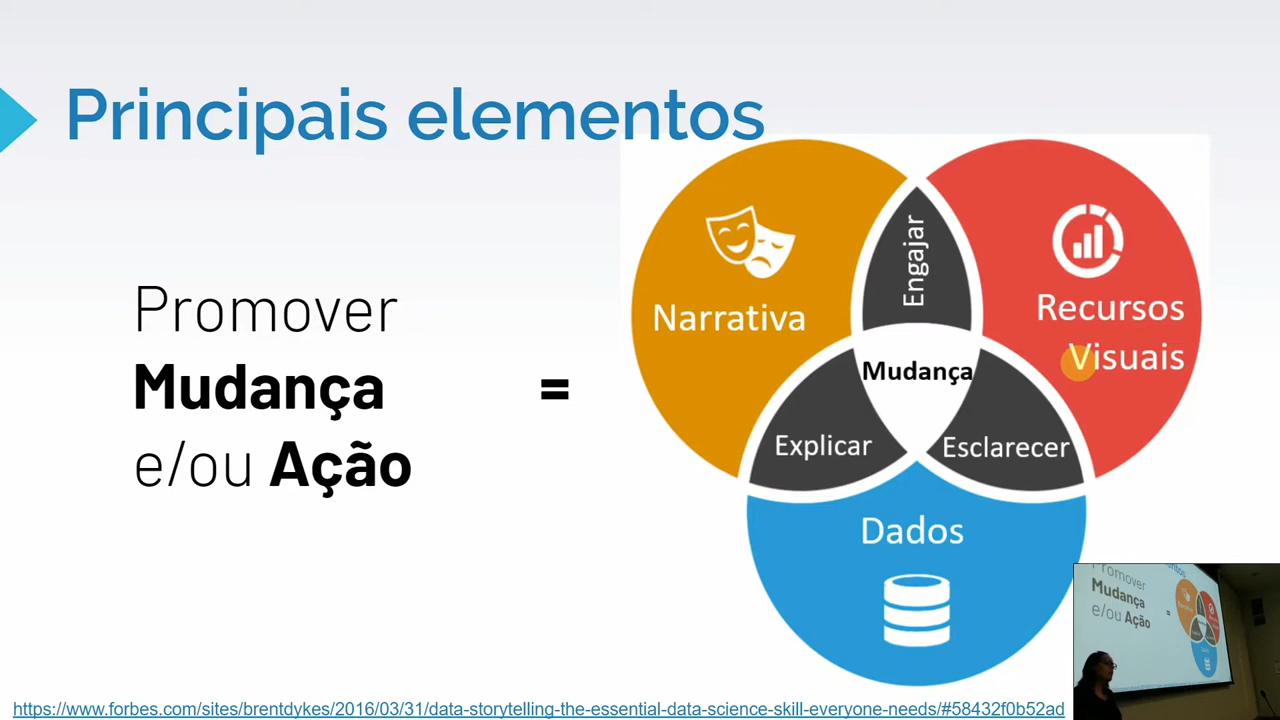 Principais elementos
Promover
Mudança
e/ou Ação
=
Narrativa
Engajar
Recursos
Visuais
Mudança
Explicar
Esclarecer
Dados
https://www.forbes.com/sites/brentdykes/2016/03/31/data-storytelling-the-essential-data-science-skill-everyone-needs/#58432f0b52ad
Promover
Mudança
e/ou Ação
=